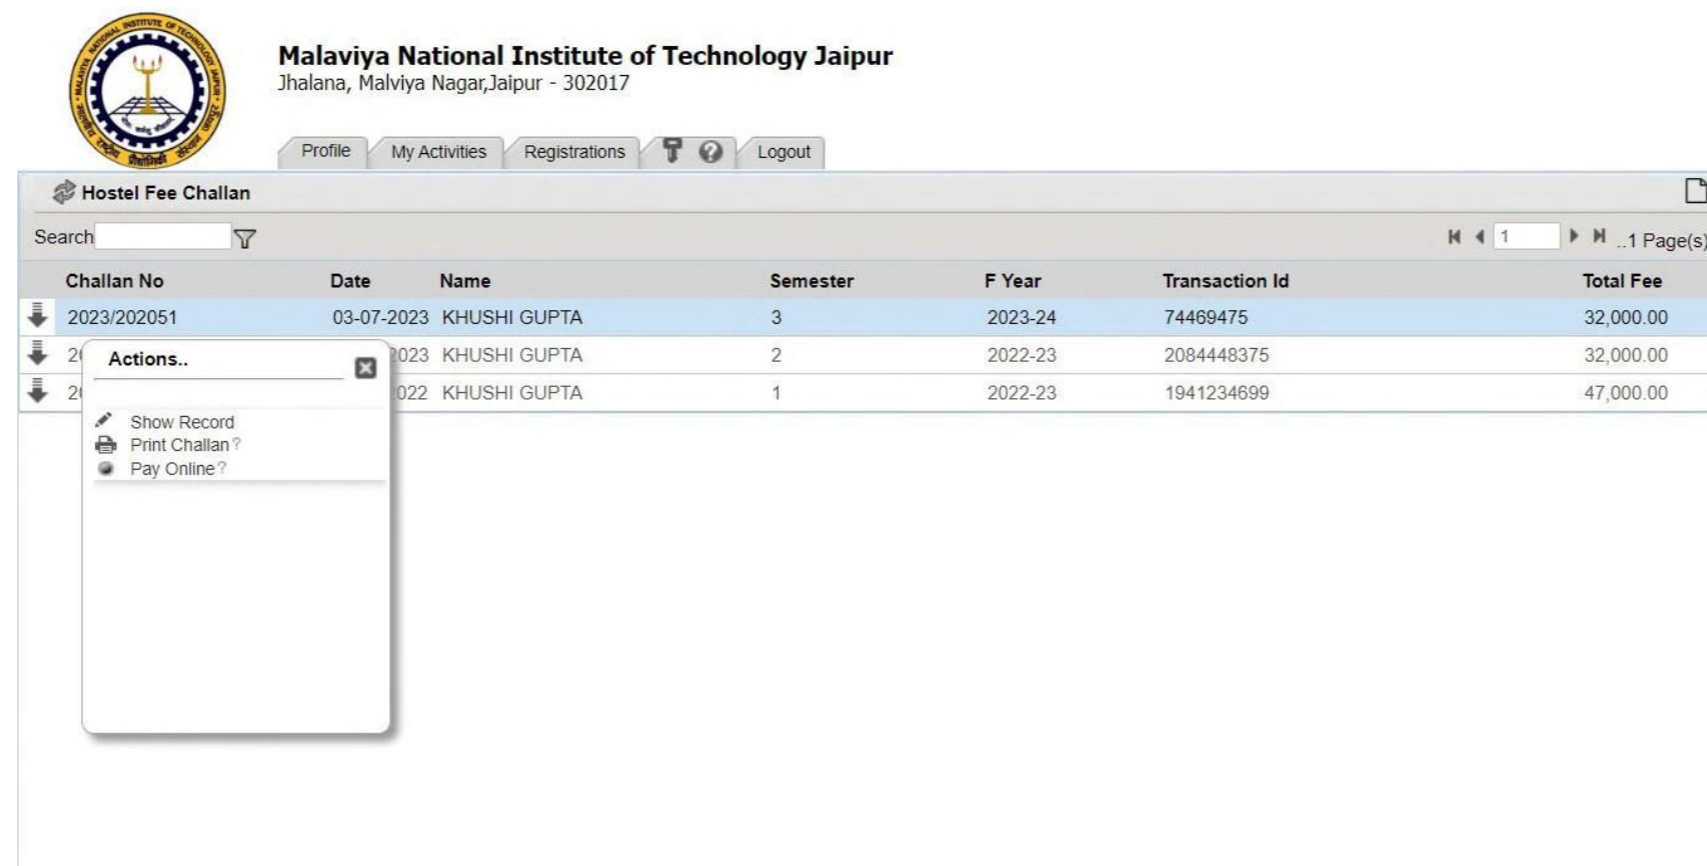 Malaviya National Institute of Technology Jaipur
Jhalana, Malviya Nagar,Jaipur - 302017
Profile My Activities Registrations Logout
Hostel Fee Challan
Search 1 ..1 Page(s)
Challan No Date Name Semester F Year Transaction Id Total Fee
2023/202051 03-07-2023 KHUSHI GUPTA 3 2023-24 74469475 32,000.00
KHUSHI GUPTA 2 2022-23 2084448375 32,000.00
KHUSHI GUPTA 1 2022-23 1941234699 47,000.00
Actions..
Show Record
Print Challan?
Pay Online?